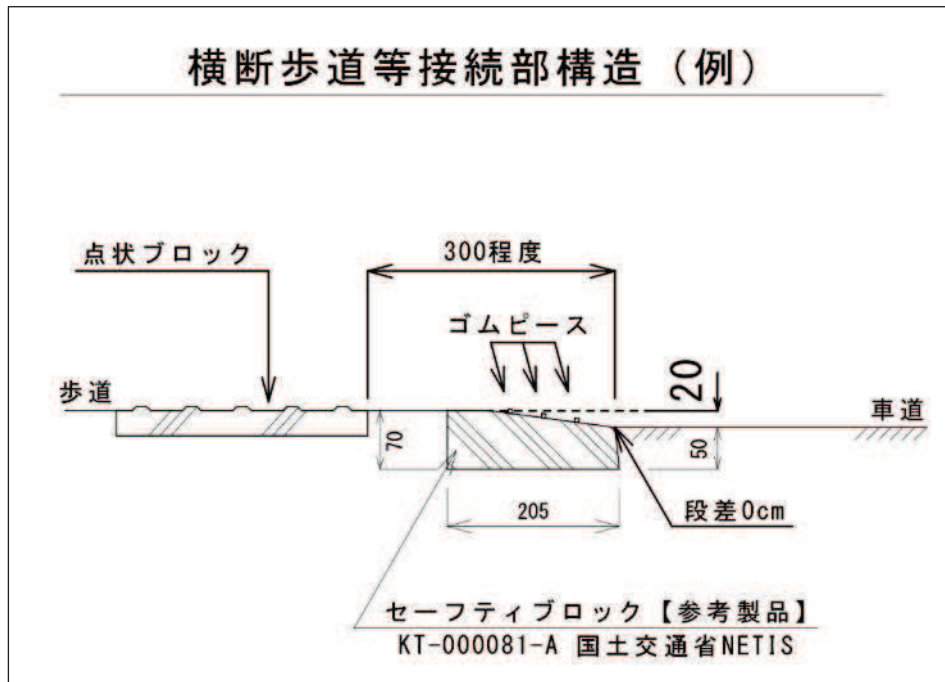 横断歩道等接続部構造（例）
点状ブロック
300程度
ゴムピース
歩道
20
車道
70
50
205
段差0cm
セーフティブロック【参考製品】
KT-000081-A 国土交通省NETIS